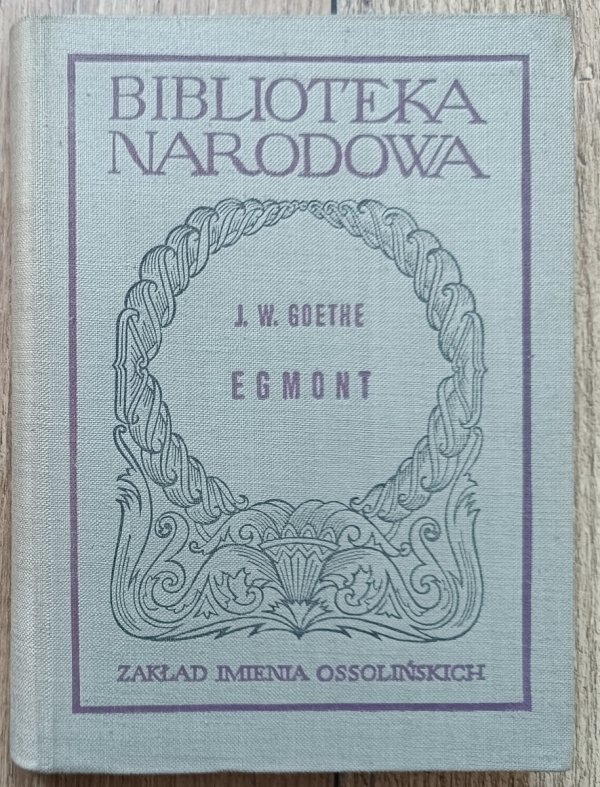 BIBLIOTEKA
NARODOWA
J. W. GOETHE
EGMONT
ZAKŁAD IMIENIA OSSOLIŃSKICH